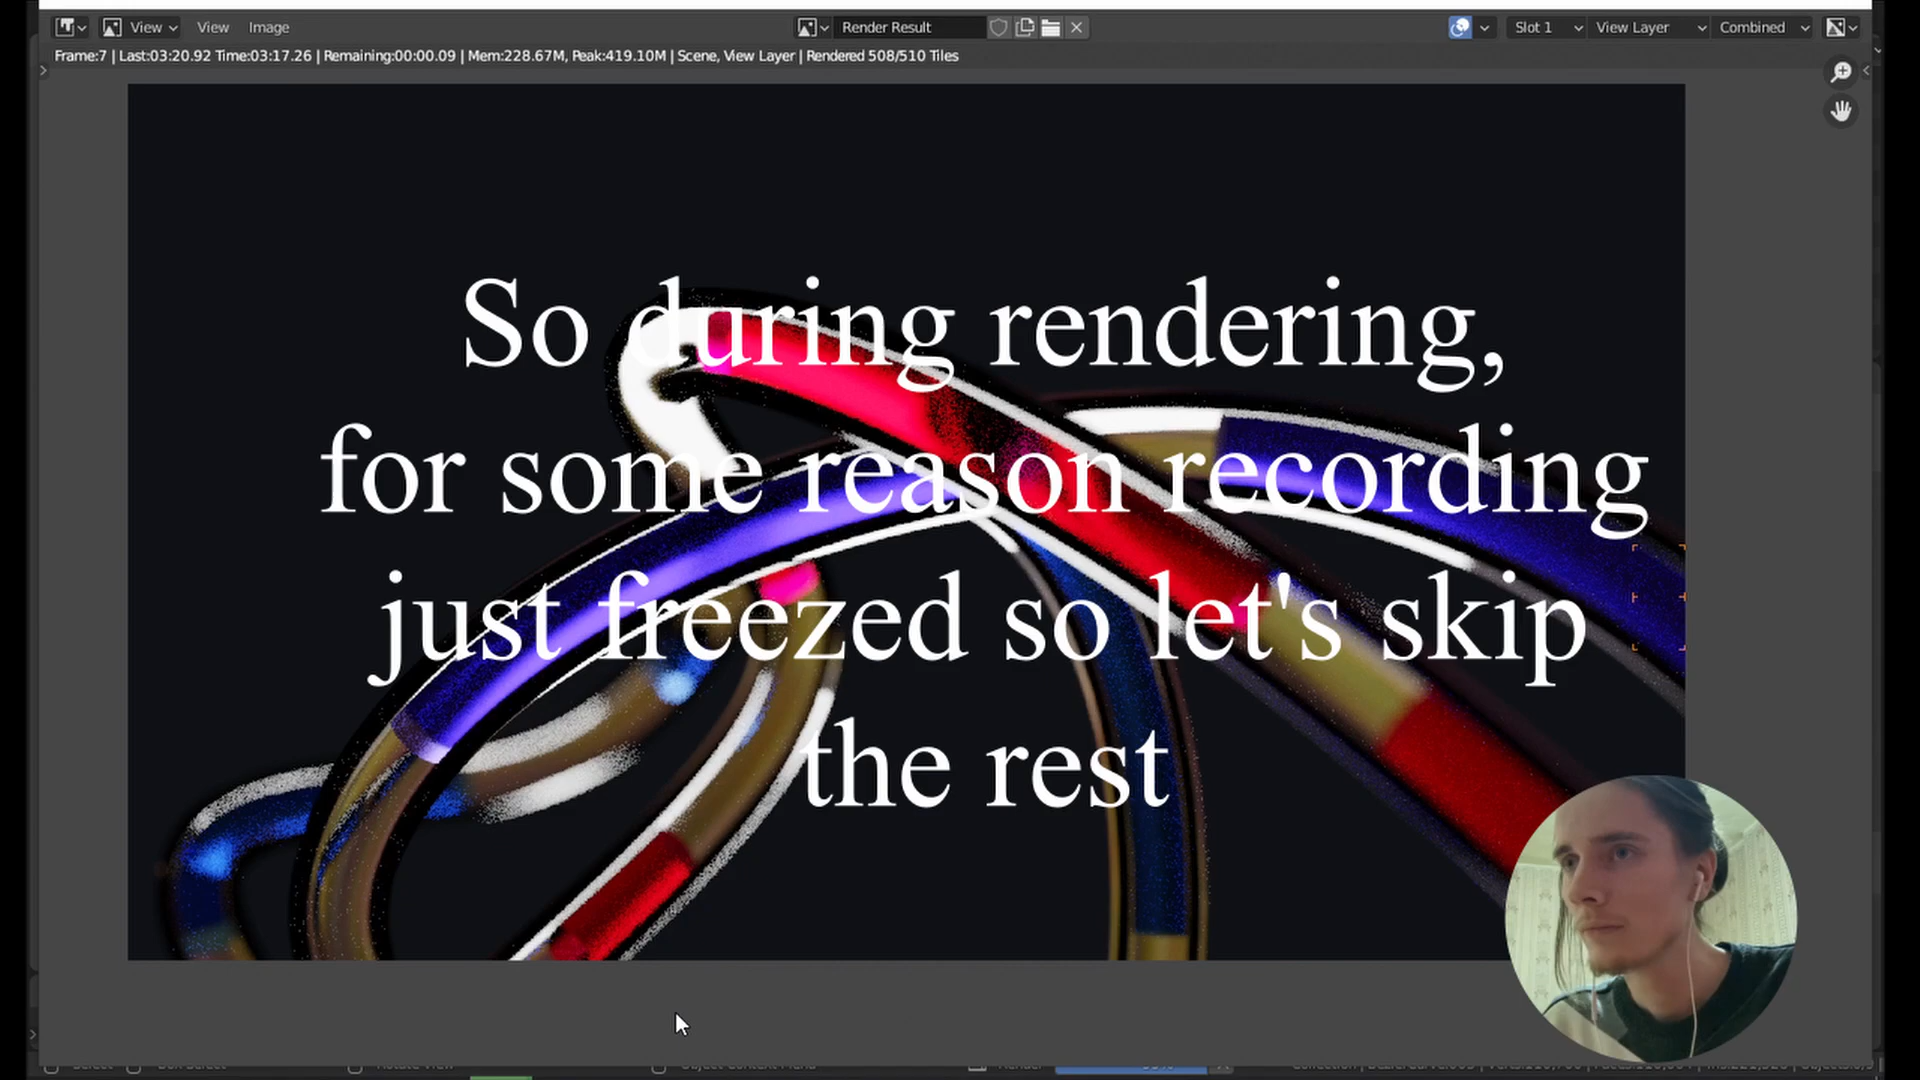 View View Image Render Result Slot 1 View Layer Combined
Frame:7 | Last:03:20.92 Time:03:17.26 | Remaining:00:00.09 | Mem:228.67M, Peak:419.10M | Scene, View Layer | Rendered 508/510 Tiles
So during rendering,
for some reason recording
just freezed so let's skip
the rest